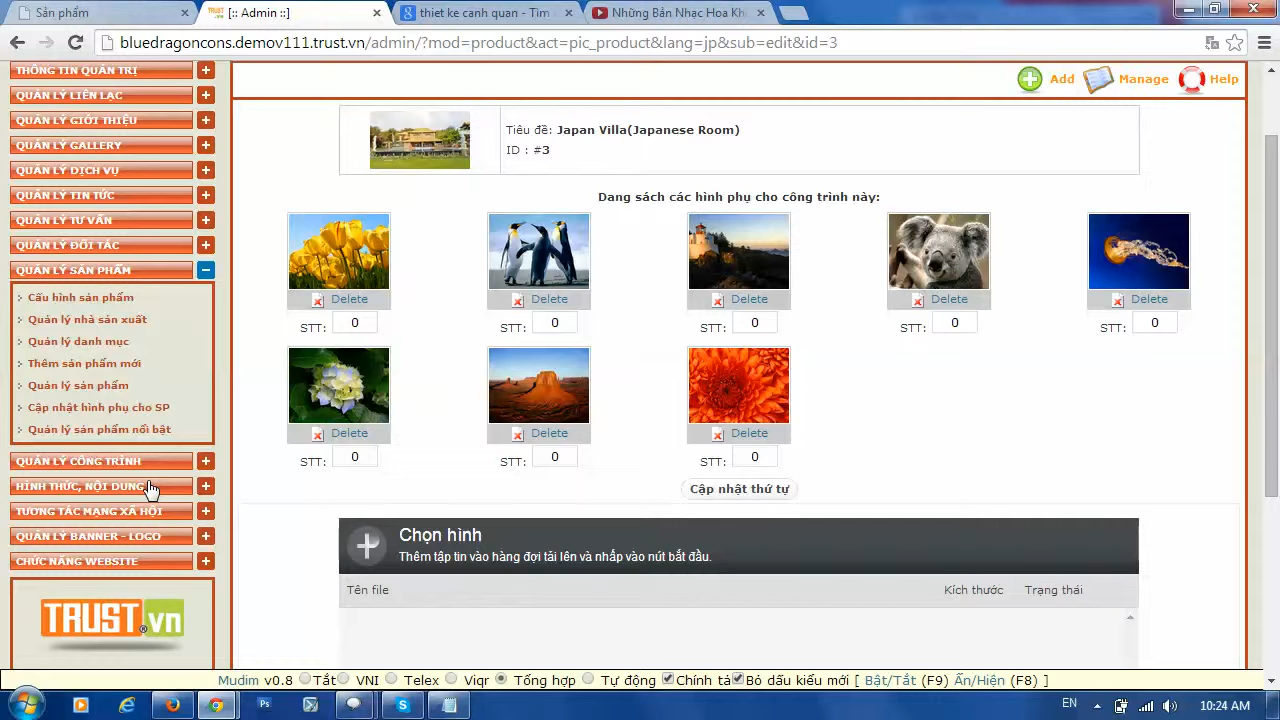 Sản phẩm
[:: Admin ::]
thiet ke canh quan - Tìm
Những Bản Nhạc Hoa Kh
bluedragoncons.demov111.trust.vn/admin/?mod=product&act=pic_product&lang=jp&sub=edit&id=3
THÔNG TIN QUẢN TRỊ
QUẢN LÝ LIÊN LẠC
QUẢN LÝ GIỚI THIỆU
QUẢN LÝ GALLERY
QUẢN LÝ DỊCH VỤ
QUẢN LÝ TIN TỨC
QUẢN LÝ TƯ VẤN
QUẢN LÝ ĐỐI TÁC
QUẢN LÝ SẢN PHẨM
Cấu hình sản phẩm
Quản lý nhà sản xuất
Quản lý danh mục
Thêm sản phẩm mới
Quản lý sản phẩm
Cập nhật hình phụ cho SP
Quản lý sản phẩm nổi bật
QUẢN LÝ CÔNG TRÌNH
HÌNH THỨC, NỘI DUNG
TƯƠNG TÁC MẠNG XÃ HỘI
QUẢN LÝ BANNER - LOGO
CHỨC NĂNG WEBSITE
TRUST.vn
Add Manage Help
Tiêu đề: Japan Villa(Japanese Room)
ID : #3
Dang sách các hình phụ cho công trình này:
Delete Delete Delete Delete Delete
STT: 0 STT: 0 STT: 0 STT: 0 STT: 0
Delete Delete Delete
STT: 0 STT: 0 STT: 0
Cập nhật thứ tự
Chọn hình
Thêm tập tin vào hàng đợi tải lên và nhấp vào nút bắt đầu.
Tên file Kích thước Trạng thái
Mudim v0.8 Tắt VNI Telex Viqr Tổng hợp Tự động Chính tả Bỏ dấu kiểu mới [ Bật/Tắt (F9) Ẩn/Hiện (F8) ]
EN 10:24 AM